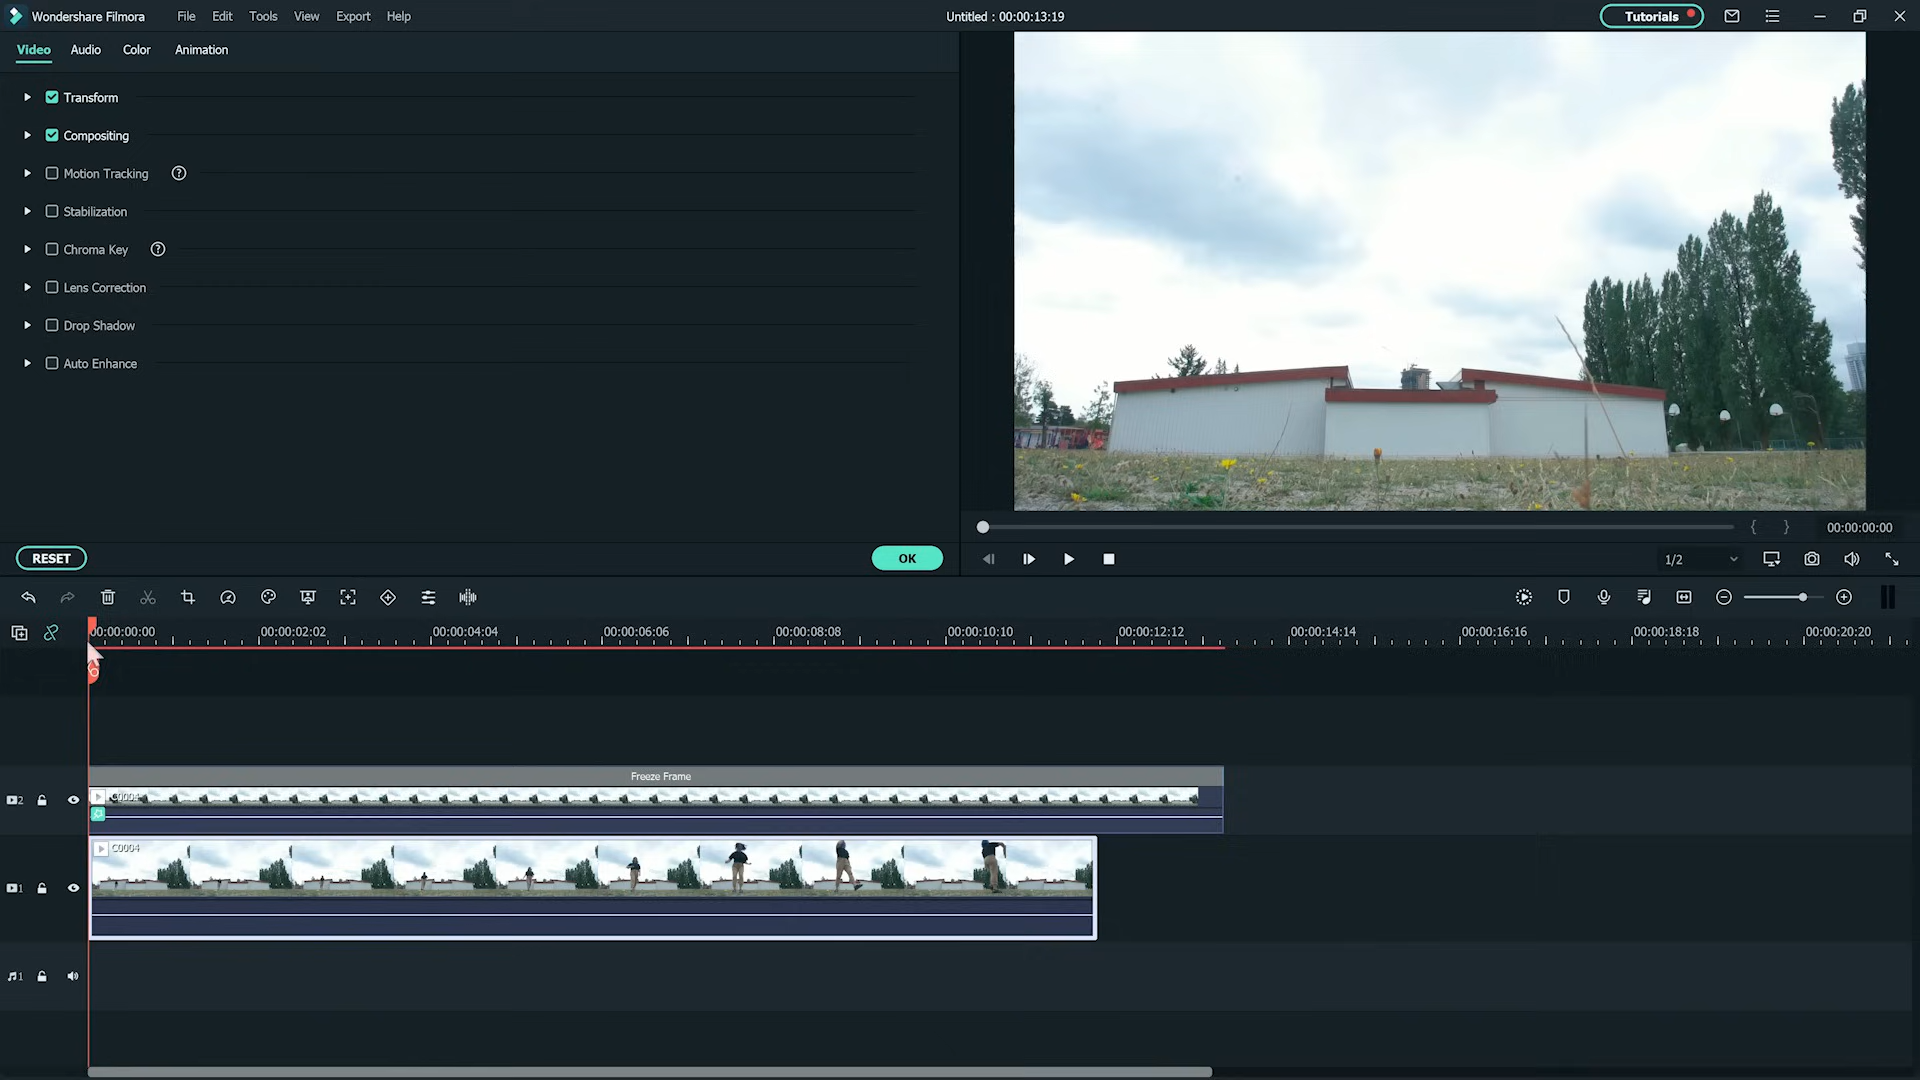 Wondershare Filmora File Edit Tools View Export Help Untitled : 00:00:13:19 Tutorials
Video Audio Color Animation
Transform
Compositing
Motion Tracking ?
Stabilization
Chroma Key ?
Lens Correction
Drop Shadow
Auto Enhance
{ } 00:00:00:00
RESET OK 1/2
00:00:00:00 00:00:02:02 00:00:04:04 00:00:06:06 00:00:08:08 00:00:10:10 00:00:12:12 00:00:14:14 00:00:16:16 00:00:18:18 00:00:20:20
Freeze Frame
C0004
2
C0004
1
1